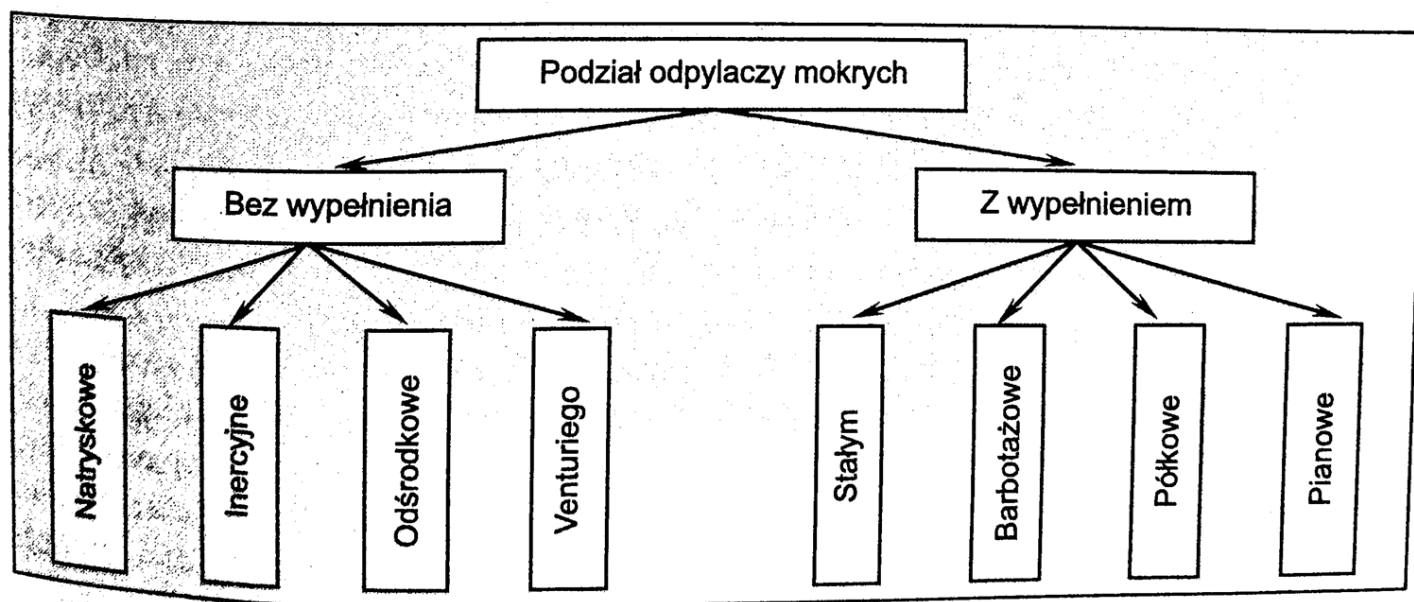 Podział odpylaczy mokrych
Bez wypełnienia
Z wypełnieniem
Natryskowe
Inercyjne
Odśrodkowe
Venturiego
Stałym
Barbotażowe
Półkowe
Pianowe